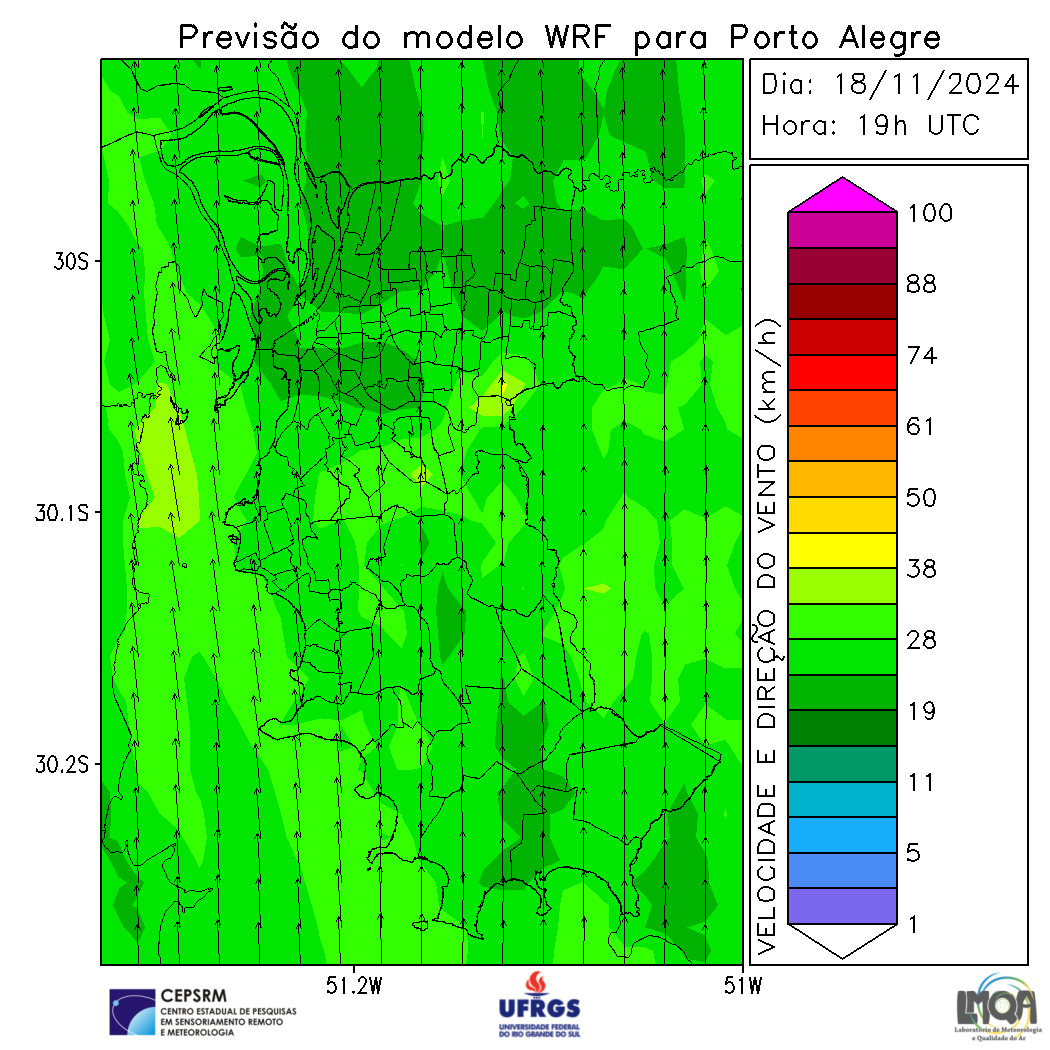 Previsão do modelo WRF para Porto Alegre
Dia: 18/11/2024
Hora: 19h UTC
30S
30.1S
30.2S
51.2W
51W
VELOCIDADE E DIREÇÃO DO VENTO (km/h)
100
88
74
61
50
38
28
19
11
5
1
CEPSRM
CENTRO ESTADUAL DE PESQUISAS
EM SENSORIAMENTO REMOTO
E METEOROLOGIA
UFRGS
UNIVERSIDADE FEDERAL
DO RIO GRANDE DO SUL
LMQA
Laboratório de Meteorologia
e Qualidade do Ar